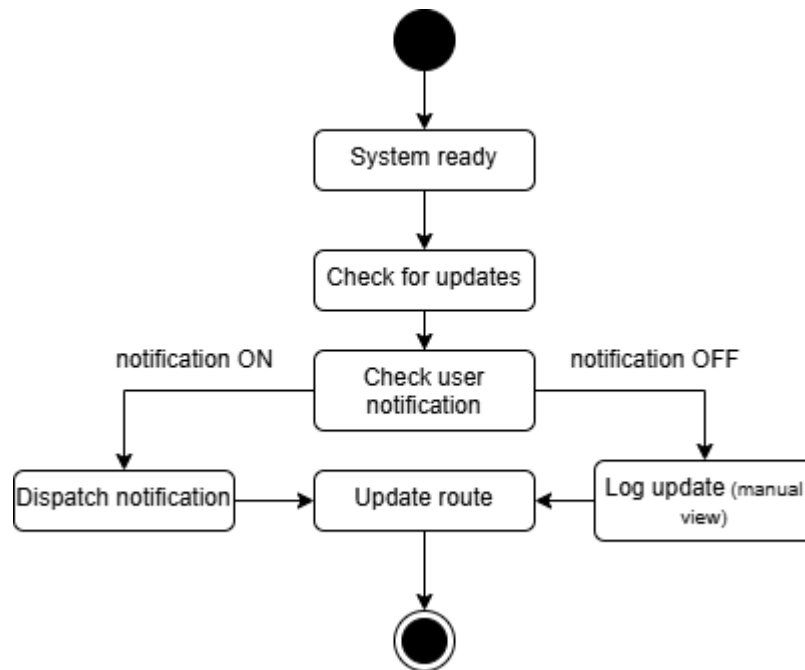 System ready
Check for updates
notification ON
notification OFF
Check user
notification
Dispatch notification
Update route
Log update (manual
view)